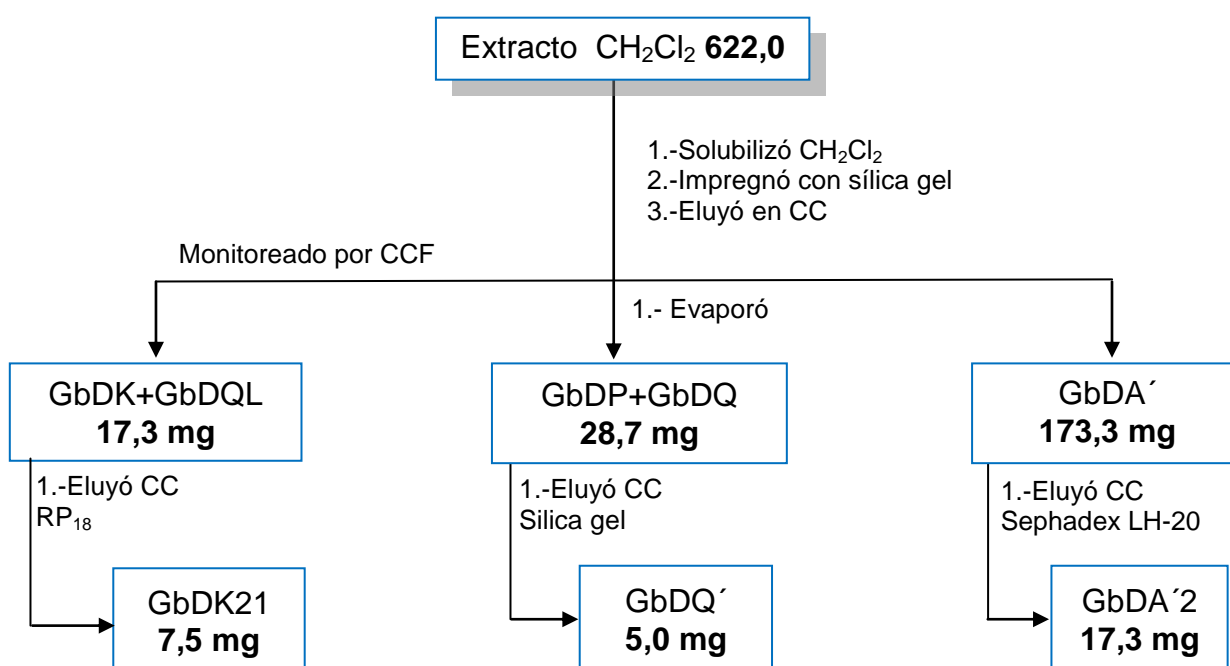 Extracto CH₂Cl₂ 622,0
1.-Solubilizó CH₂Cl₂
2.-Impregnó con sílica gel
3.-Eluyó en CC
Monitoreado por CCF
1.- Evaporó
GbDK+GbDQL
17,3 mg
GbDP+GbDQ
28,7 mg
GbDA´
173,3 mg
1.-Eluyó CC
RP₁₈
1.-Eluyó CC
Silica gel
1.-Eluyó CC
Sephadex LH-20
GbDK21
7,5 mg
GbDQ´
5,0 mg
GbDA´2
17,3 mg